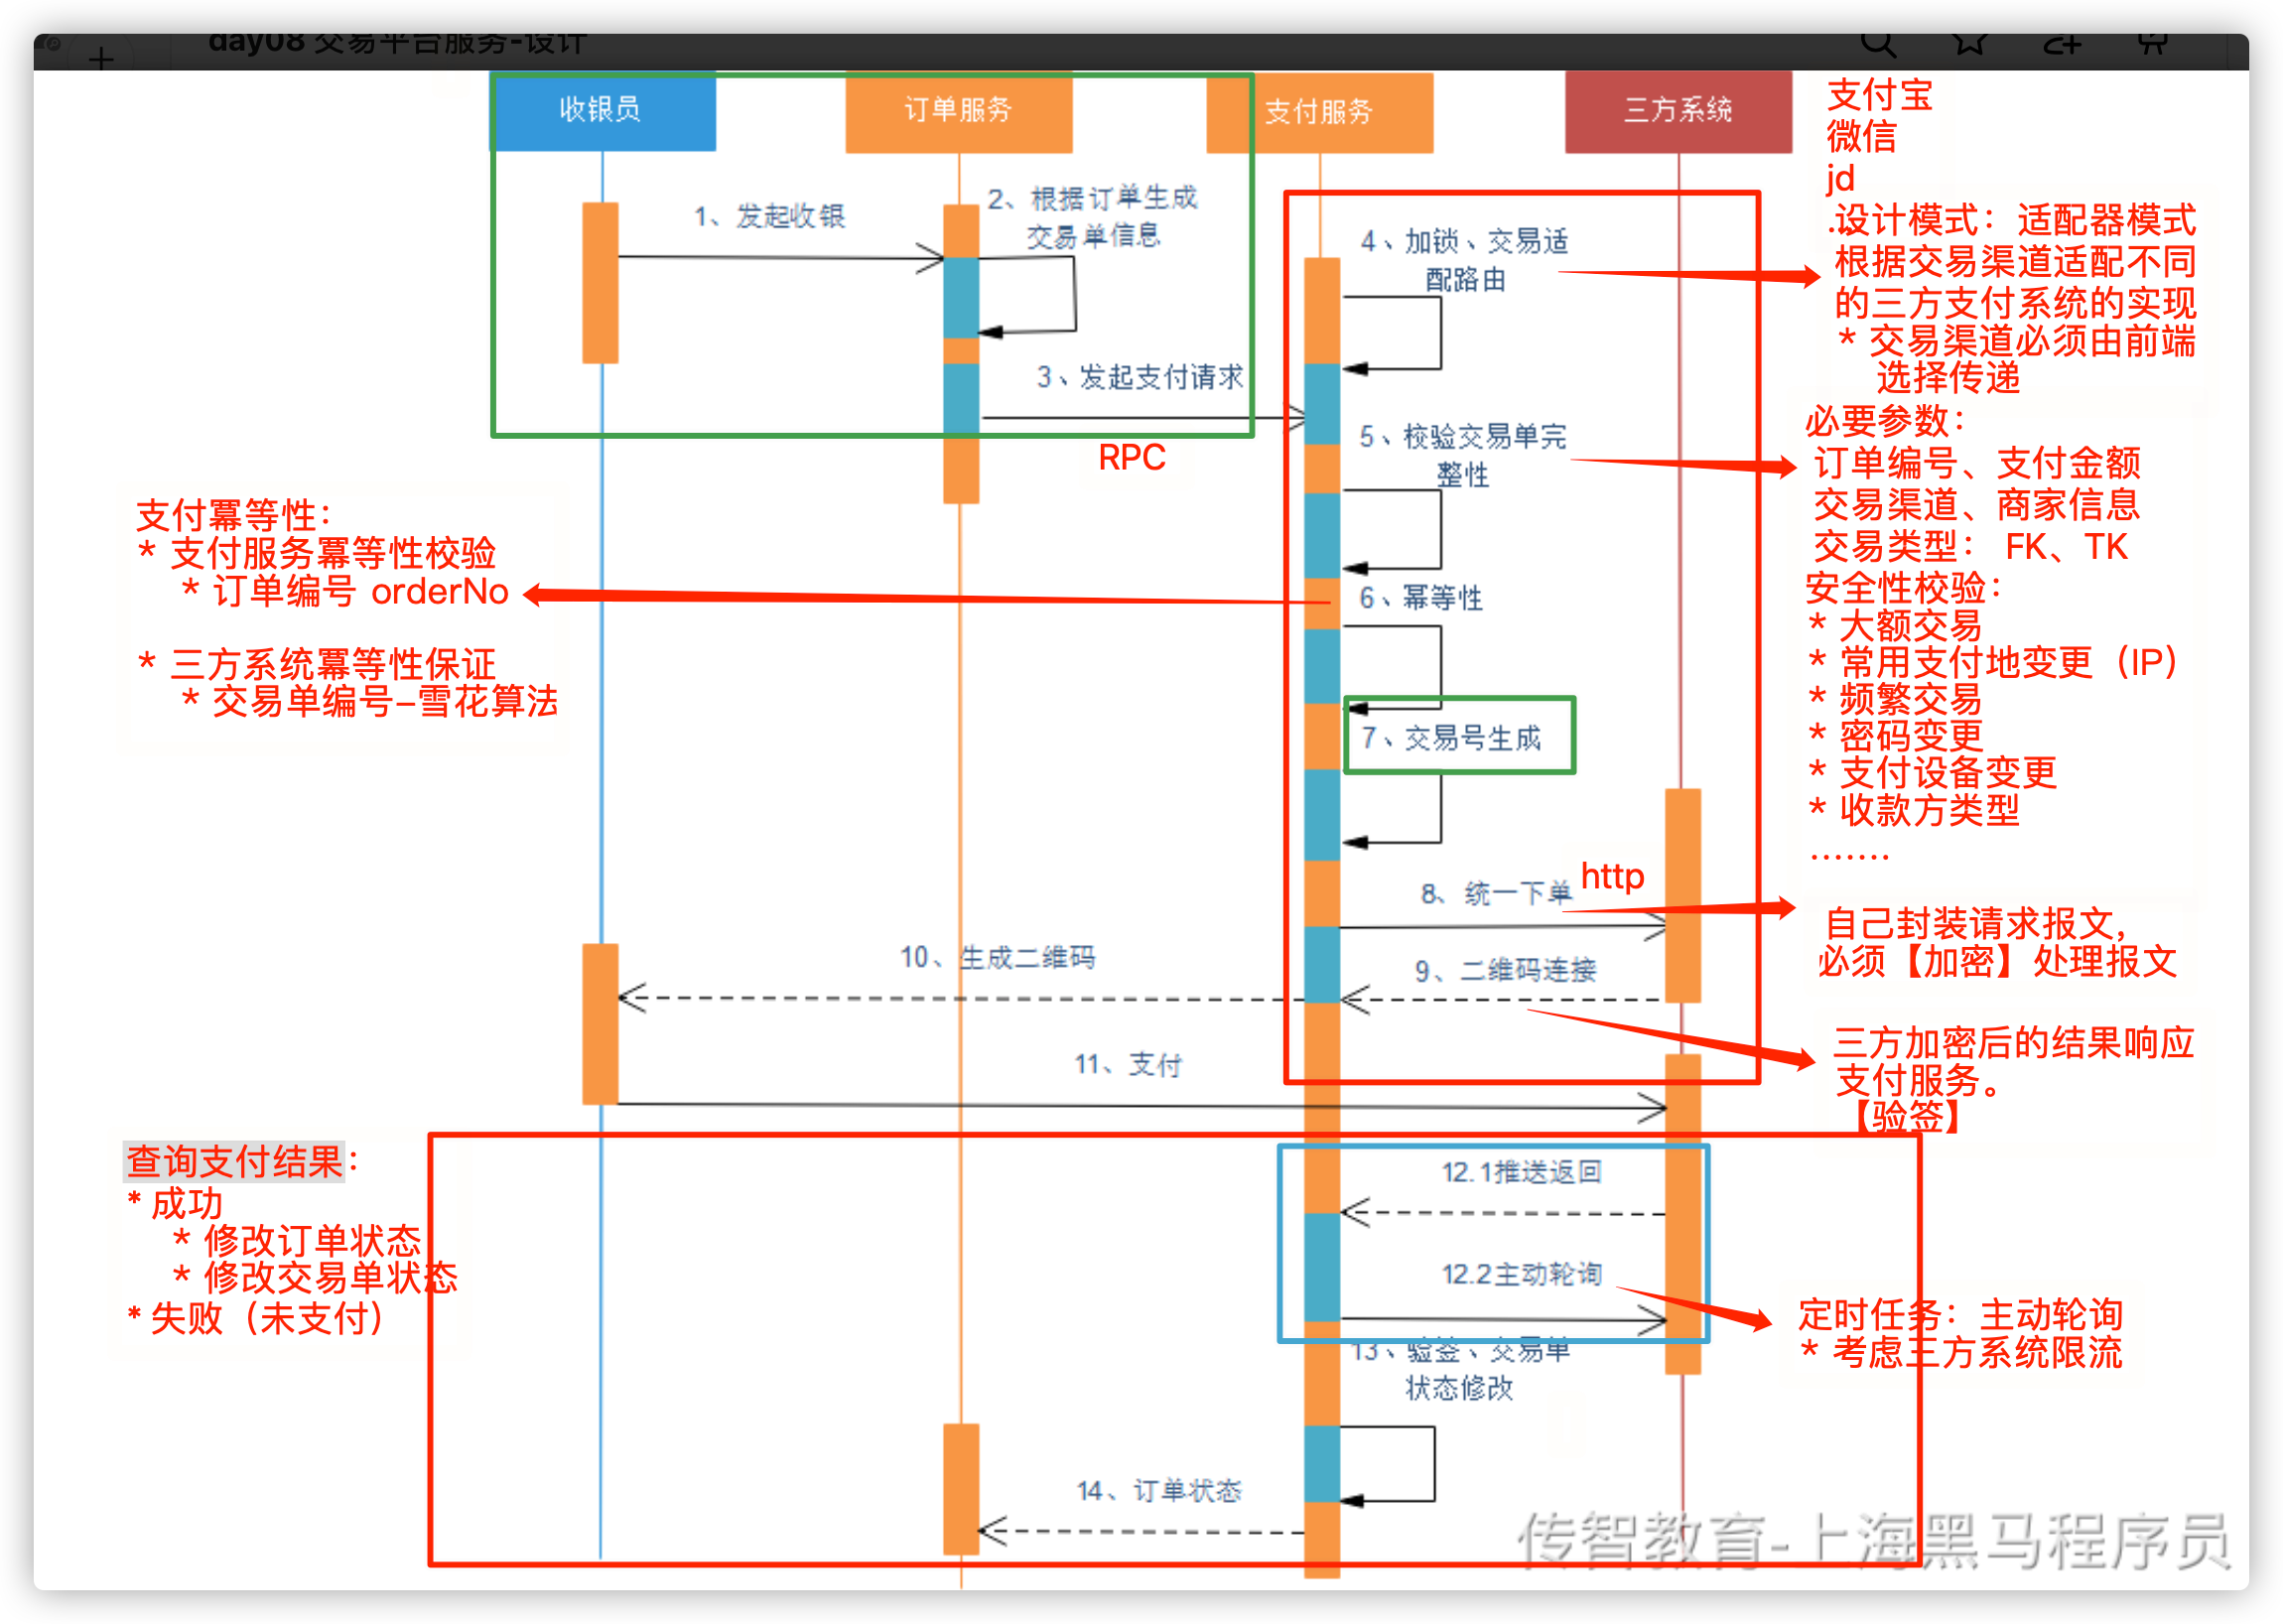 day08 交易平台服务-设计
收银员
订单服务
支付服务
三方系统
支付宝
微信
jd
...
1、发起收银
2、根据订单生成
交易单信息
3、发起支付请求
RPC
4、加锁、交易适
配路由
设计模式：适配器模式
根据交易渠道适配不同
的三方支付系统的实现
* 交易渠道必须由前端
选择传递
5、校验交易单完
整性
必要参数：
订单编号、支付金额
交易渠道、商家信息
交易类型： FK、TK
安全性校验：
* 大额交易
* 常用支付地变更（IP）
* 频繁交易
* 密码变更
* 支付设备变更
* 收款方类型
.......
支付幂等性：
* 支付服务幂等性校验
* 订单编号 orderNo
* 三方系统幂等性保证
* 交易单编号–雪花算法
6、幂等性
7、交易号生成
8、统一下单
http
自己封装请求报文，
必须【加密】处理报文
9、二维码连接
10、生成二维码
三方加密后的结果响应
支付服务。
【验签】
11、支付
查询支付结果：
* 成功
* 修改订单状态
* 修改交易单状态
* 失败（未支付）
12.1推送返回
12.2主动轮询
定时任务：主动轮询
* 考虑三方系统限流
13、验签、交易单
状态修改
14、订单状态
传智教育-上海黑马程序员